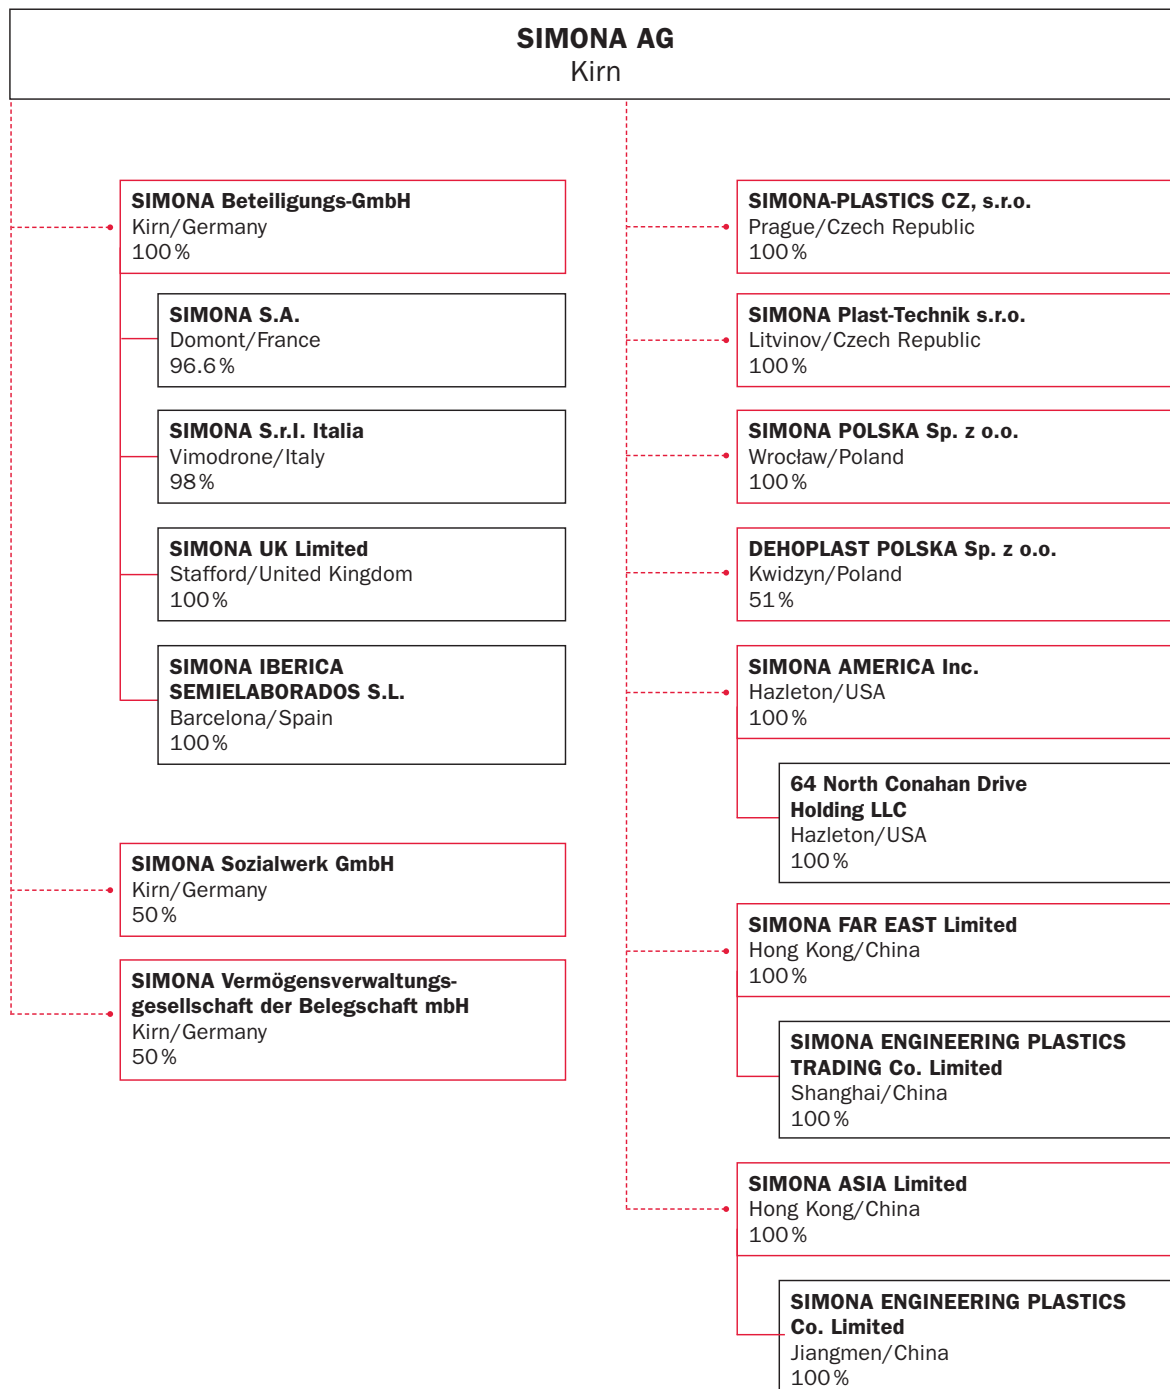 SIMONA AG
Kirn
SIMONA Beteiligungs-GmbH
Kirn/Germany
100 %
SIMONA S.A.
Domont/France
96.6 %
SIMONA S.r.l. Italia
Vimodrone/Italy
98 %
SIMONA UK Limited
Stafford/United Kingdom
100 %
SIMONA IBERICA
SEMIELABORADOS S.L.
Barcelona/Spain
100 %
SIMONA Sozialwerk GmbH
Kirn/Germany
50 %
SIMONA Vermögensverwaltungs-
gesellschaft der Belegschaft mbH
Kirn/Germany
50 %
SIMONA-PLASTICS CZ, s.r.o.
Prague/Czech Republic
100 %
SIMONA Plast-Technik s.r.o.
Litvinov/Czech Republic
100 %
SIMONA POLSKA Sp. z o.o.
Wrocław/Poland
100 %
DEHOPLAST POLSKA Sp. z o.o.
Kwidzyn/Poland
51 %
SIMONA AMERICA Inc.
Hazleton/USA
100 %
64 North Conahan Drive
Holding LLC
Hazleton/USA
100 %
SIMONA FAR EAST Limited
Hong Kong/China
100 %
SIMONA ENGINEERING PLASTICS
TRADING Co. Limited
Shanghai/China
100 %
SIMONA ASIA Limited
Hong Kong/China
100 %
SIMONA ENGINEERING PLASTICS
Co. Limited
Jiangmen/China
100 %